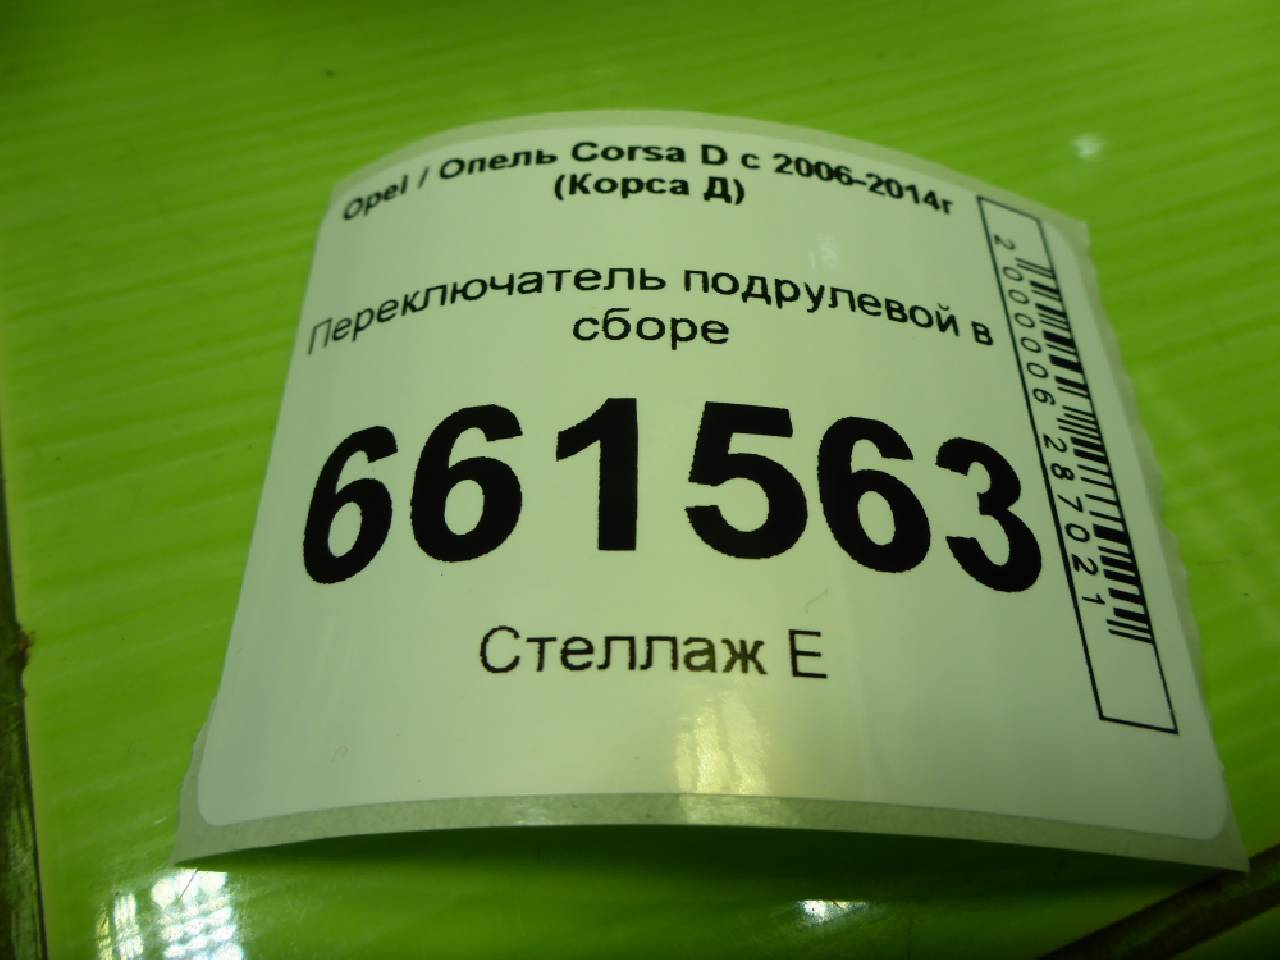 Opel / Опель Corsa D с 2006-2014г
(Корса Д)
Переключатель подрулевой в
сборе
661563
Стеллаж Е
2000006287021